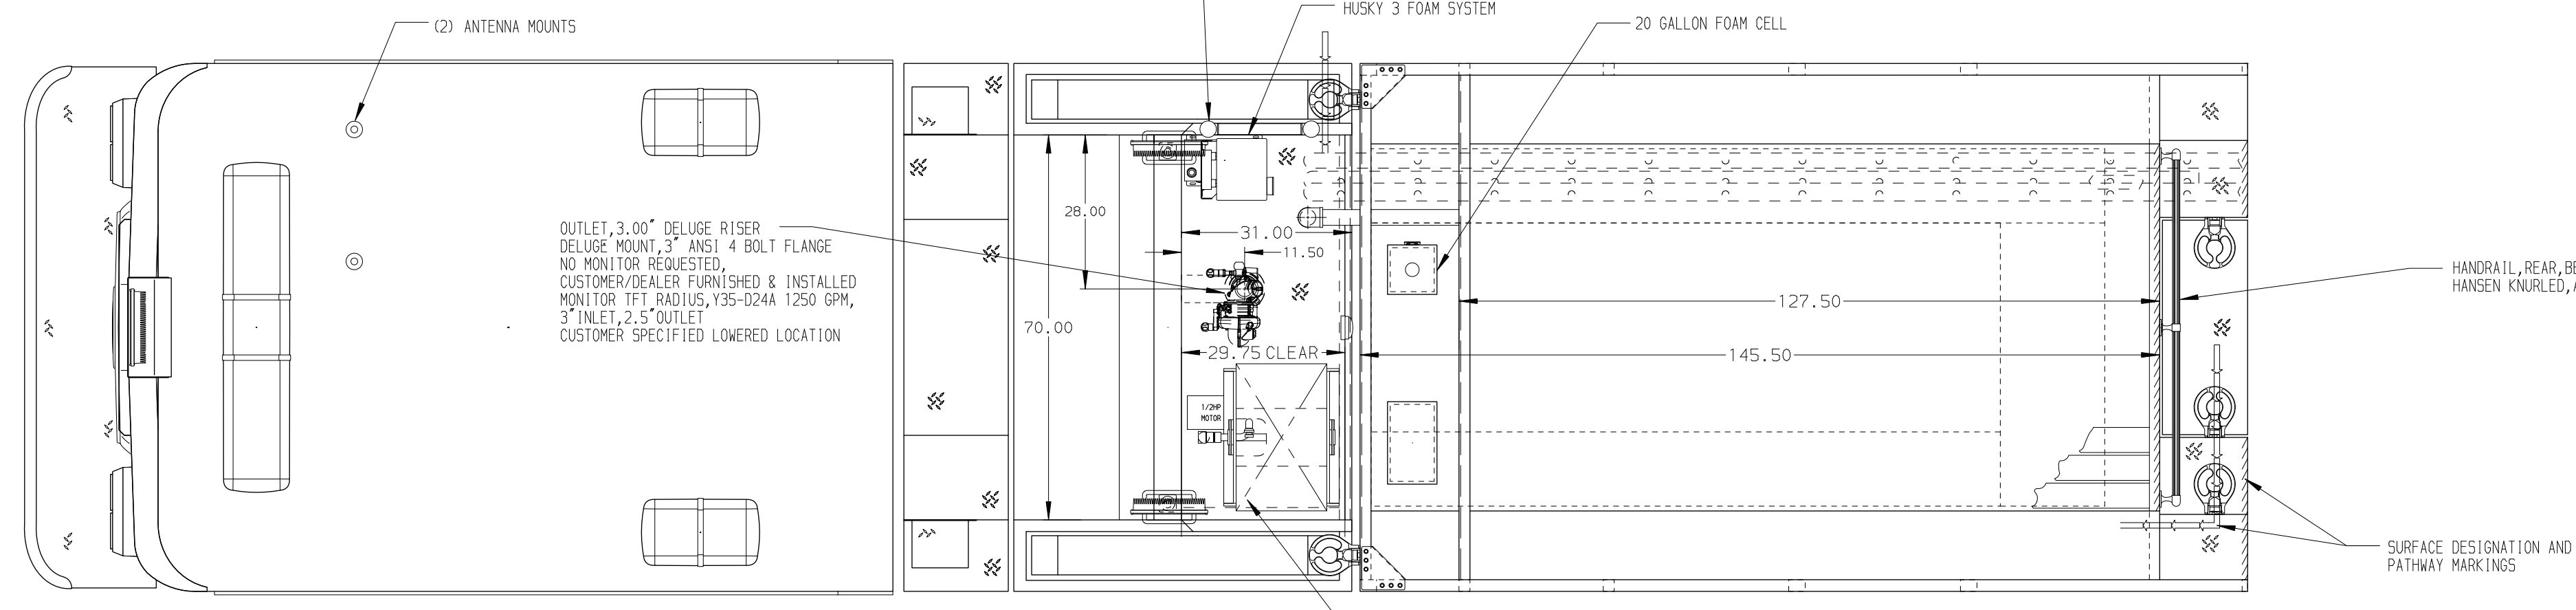 (2) ANTENNA MOUNTS
HUSKY 3 FOAM SYSTEM
20 GALLON FOAM CELL
OUTLET,3.00" DELUGE RISER
DELUGE MOUNT,3" ANSI 4 BOLT FLANGE
NO MONITOR REQUESTED,
CUSTOMER/DEALER FURNISHED & INSTALLED
MONITOR TFT RADIUS,Y35-D24A 1250 GPM,
3"INLET,2.5"OUTLET
CUSTOMER SPECIFIED LOWERED LOCATION
28.00
31.00
11.50
70.00
29.75 CLEAR
1/2HP
MOTOR
127.50
145.50
HANDRAIL,REAR,BE
HANSEN KNURLED,A
SURFACE DESIGNATION AND
PATHWAY MARKINGS